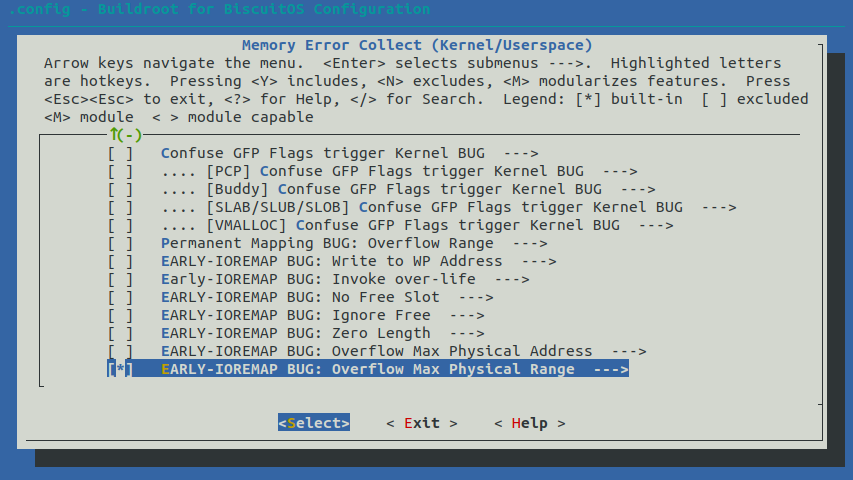 .config - Buildroot for BiscuitOS Configuration
Memory Error Collect (Kernel/Userspace)
Arrow keys navigate the menu.  <Enter> selects submenus --->.  Highlighted letters
are hotkeys.  Pressing <Y> includes, <N> excludes, <M> modularizes features.  Press
<Esc><Esc> to exit, <?> for Help, </> for Search.  Legend: [*] built-in  [ ] excluded
<M> module  < > module capable
↑(-)
[ ]   Confuse GFP Flags trigger Kernel BUG  --->
[ ]   .... [PCP] Confuse GFP Flags trigger Kernel BUG  --->
[ ]   .... [Buddy] Confuse GFP Flags trigger Kernel BUG  --->
[ ]   .... [SLAB/SLUB/SLOB] Confuse GFP Flags trigger Kernel BUG  --->
[ ]   .... [VMALLOC] Confuse GFP Flags trigger Kernel BUG  --->
[ ]   Permanent Mapping BUG: Overflow Range  --->
[ ]   EARLY-IOREMAP BUG: Write to WP Address  --->
[ ]   Early-IOREMAP BUG: Invoke over-life  --->
[ ]   EARLY-IOREMAP BUG: No Free Slot  --->
[ ]   EARLY-IOREMAP BUG: Ignore Free  --->
[ ]   EARLY-IOREMAP BUG: Zero Length  --->
[ ]   EARLY-IOREMAP BUG: Overflow Max Physical Address  --->
[*]   EARLY-IOREMAP BUG: Overflow Max Physical Range  --->
<Select>    < Exit >    < Help >